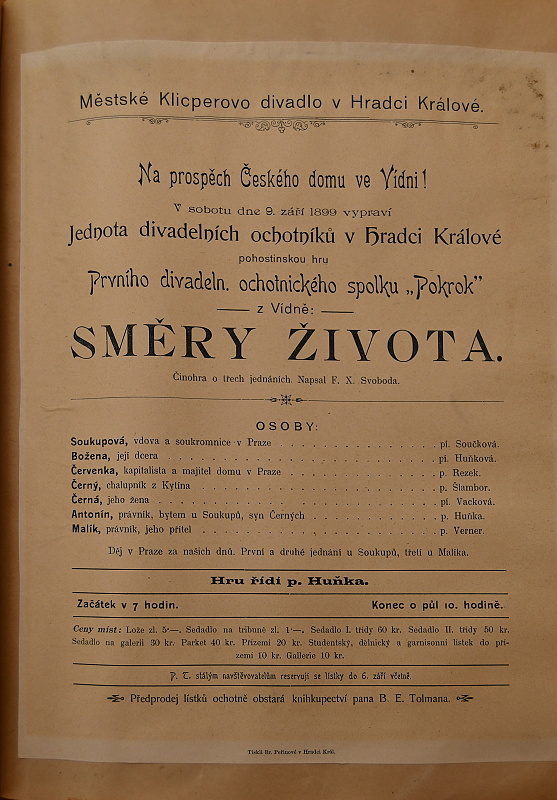 Městské Klicperovo divadlo v Hradci Králové.
Na prospěch Českého domu ve Vídni!
V sobotu dne 9. září 1899 vypraví
Jednota divadelních ochotníků v Hradci Králové
pohostinskou hru
Prvního divadeln. ochotnického spolku „Pokrok”
z Vídně:
SMĚRY ŽIVOTA.
Činohra o třech jednáních. Napsal F. X. Svoboda.
OSOBY:
Soukupová, vdova a soukromnice v Praze . . . . . . . . . . . . . pí. Součková.
Božena, její dcera . . . . . . . . . . . . . . . . . . . . . . . pí. Huňková.
Červenka, kapitalista a majitel domu v Praze . . . . . . . . . . . . p. Rezek.
Černý, chalupník z Kylína . . . . . . . . . . . . . . . . . . . . p. Šlambor.
Černá, jeho žena . . . . . . . . . . . . . . . . . . . . . . . . pí. Vacková.
Antonín, právník, bytem u Soukupů, syn Černých . . . . . . . . . . . p. Huňka.
Malík, právník, jeho přítel . . . . . . . . . . . . . . . . . . . . p. Verner.
Děj v Praze za našich dnů. První a druhé jednání u Soukupů, třetí u Malíka.
Hru řídí p. Huňka.
Začátek v 7 hodin. Konec o půl 10. hodině.
Ceny míst: Lože zl. 5·—. Sedadlo na tribuně zl. 1·—. Sedadlo I. třídy 60 kr. Sedadlo II. třídy 50 kr.
Sedadlo na galerii 30 kr. Parket 40 kr. Přízemí 20 kr. Studentský, dělnický a garnisonní lístek do pří-
zemí 10 kr. Gallerie 10 kr.
P. T. stálým navštěvovatelům reservují se lístky do 6. září včetně.
Předprodej lístků ochotně obstará knihkupectví pana B. E. Tolmana.
Tiskli Br. Peřinové v Hradci Král.